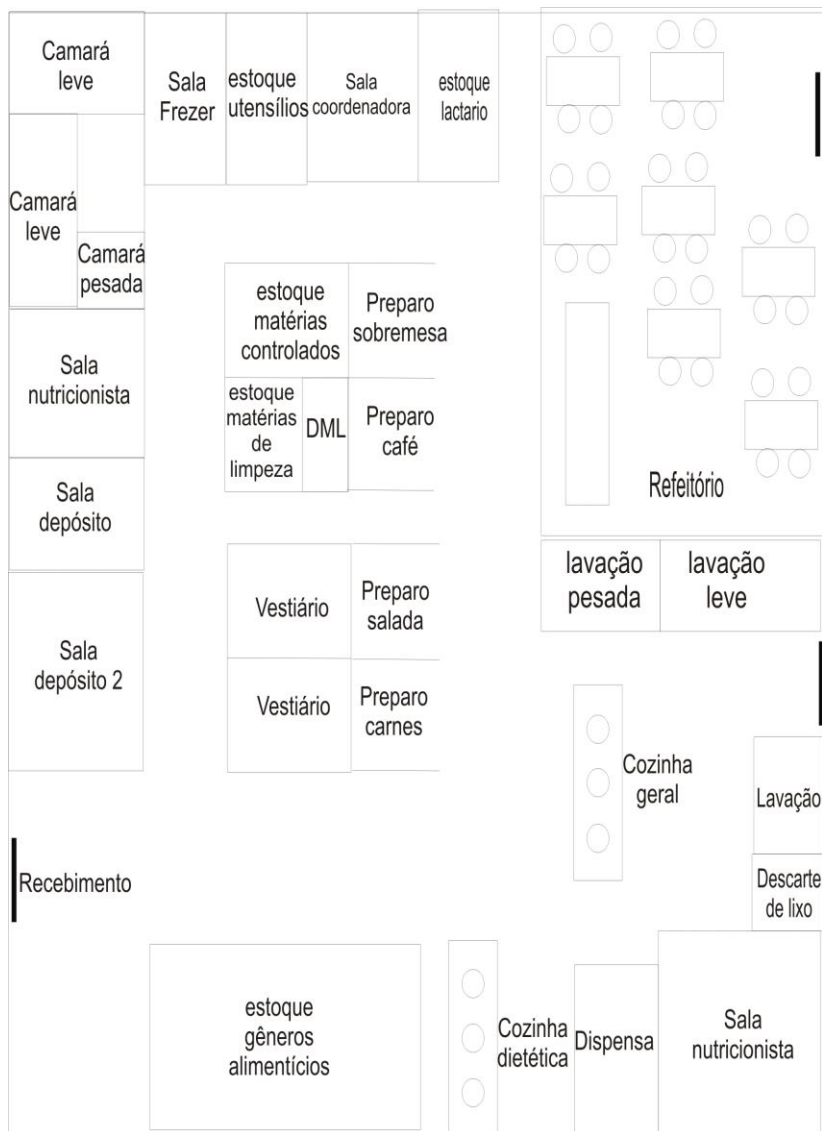 Camará
leve
Sala
Frezer
estoque
utensílios
Sala
coordenadora
estoque
lactario
Camará
leve
Camará
pesada
estoque
matérias
controlados
Preparo
sobremesa
Sala
nutricionista
estoque
matérias
de
limpeza
DML
Preparo
café
Refeitório
Sala
depósito
lavação
pesada
lavação
leve
Vestiário
Preparo
salada
Sala
depósito 2
Vestiário
Preparo
carnes
Cozinha
geral
Lavação
Recebimento
Descarte
de lixo
estoque
gêneros
alimentícios
Cozinha
dietética
Dispensa
Sala
nutricionista